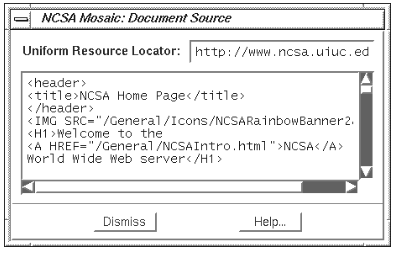 NCSA Mosaic: Document Source
Uniform Resource Locator: http://www.ncsa.uiuc.ed
<header>
<title>NCSA Home Page</title>
</header>
<IMG SRC="/General/Icons/NCSARainbowBanner2
<H1>Welcome to the
<A HREF="/General/NCSAIntro.html">NCSA</A>
World Wide Web server</H1>
Dismiss Help...